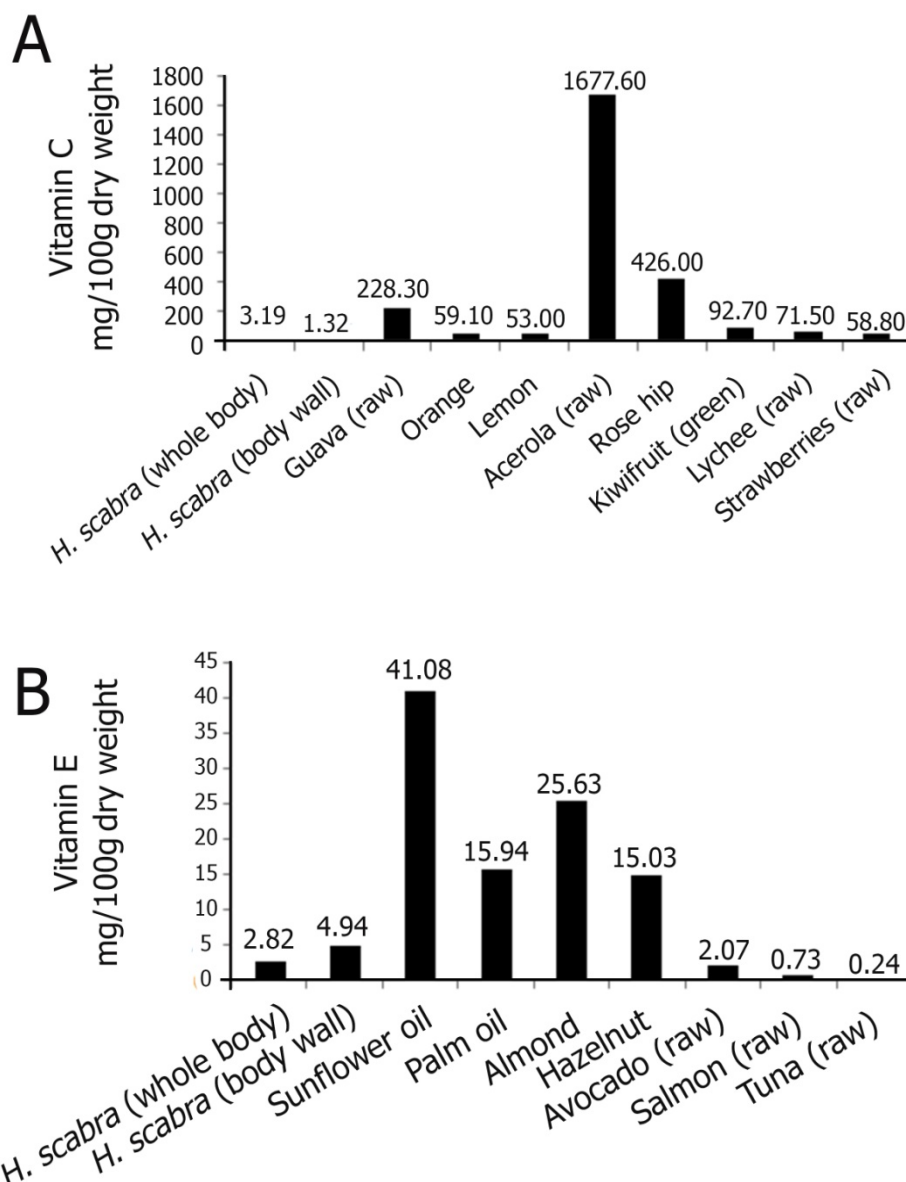 A
Vitamin C
mg/100g dry weight
1800
1600
1400
1200
1000
800
600
400
200
0
3.19
1.32
228.30
59.10
53.00
1677.60
426.00
92.70
71.50
58.80
H. scabra (whole body)
H. scabra (body wall)
Guava (raw)
Orange
Lemon
Acerola (raw)
Rose hip
Kiwifruit (green)
Lychee (raw)
Strawberries (raw)
B
Vitamin E
mg/100g dry weight
45
40
35
30
25
20
15
10
5
0
2.82
4.94
41.08
15.94
25.63
15.03
2.07
0.73
0.24
H. scabra (whole body)
H. scabra (body wall)
Sunflower oil
Palm oil
Almond
Hazelnut
Avocado (raw)
Salmon (raw)
Tuna (raw)